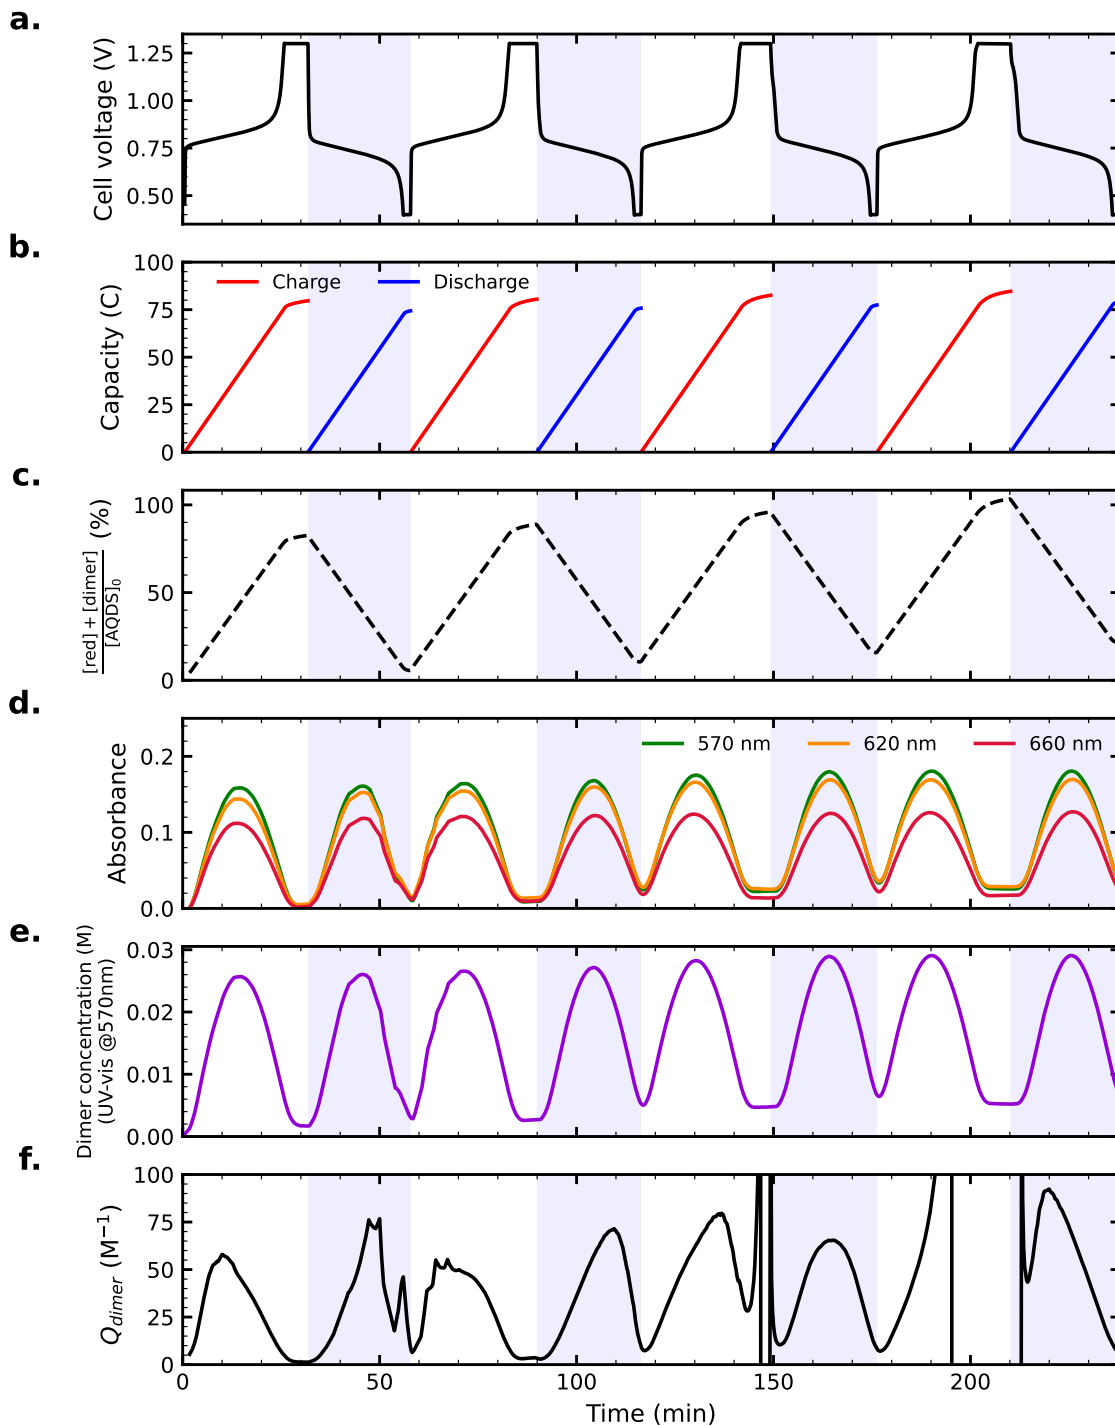 a.
Cell voltage (V)
1.25
1.00
0.75
0.50
b.
Capacity (C)
100
75
50
25
0
Charge
Discharge
c.
[red] + [dimer]
[AQDS]₀
(%)
100
50
0
d.
Absorbance
0.2
0.1
0.0
570 nm
620 nm
660 nm
e.
Dimer concentration (M)
(UV-vis @570nm)
0.03
0.02
0.01
0.00
f.
Q_dimer (M⁻¹)
100
75
50
25
0
0 50 100 150 200
Time (min)